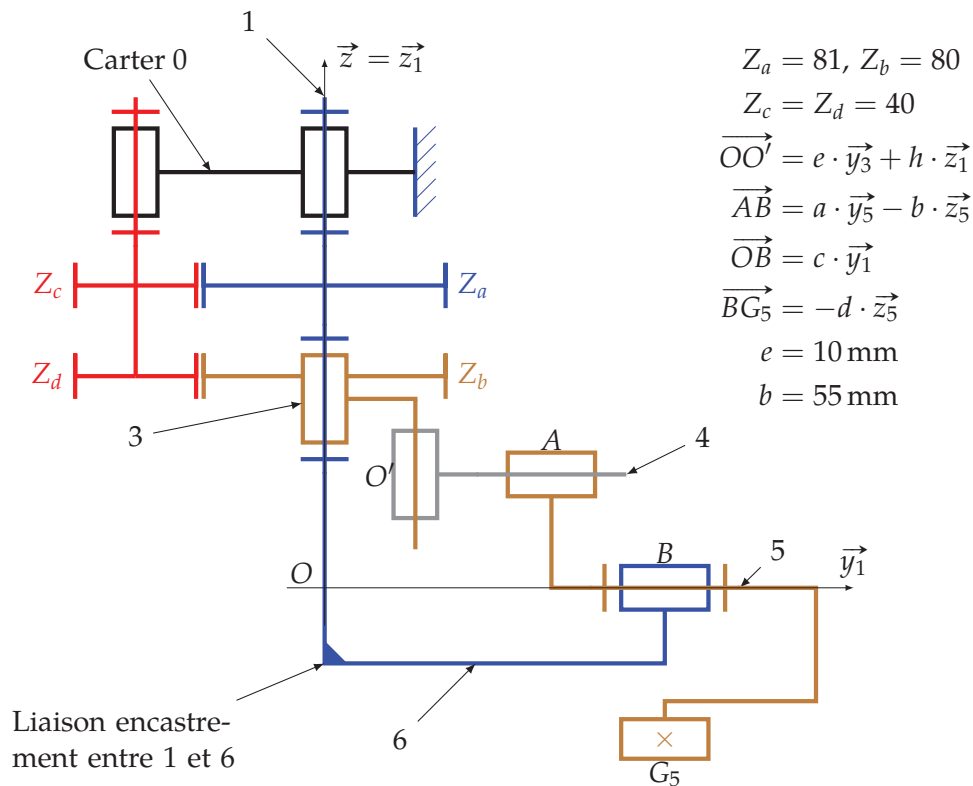 1
z⃗ = z⃗₁
Carter 0
Z_c
Z_a
Z_d
Z_b
3
O′
A
4
O
B
5
y⃗₁
Liaison encastre-
ment entre 1 et 6
6
G₅
Z_a = 81, Z_b = 80
Z_c = Z_d = 40
OO′⃗ = e · y⃗₃ + h · z⃗₁
AB⃗ = a · y⃗₅ − b · z⃗₅
OB⃗ = c · y⃗₁
BG₅⃗ = −d · z⃗₅
e = 10 mm
b = 55 mm